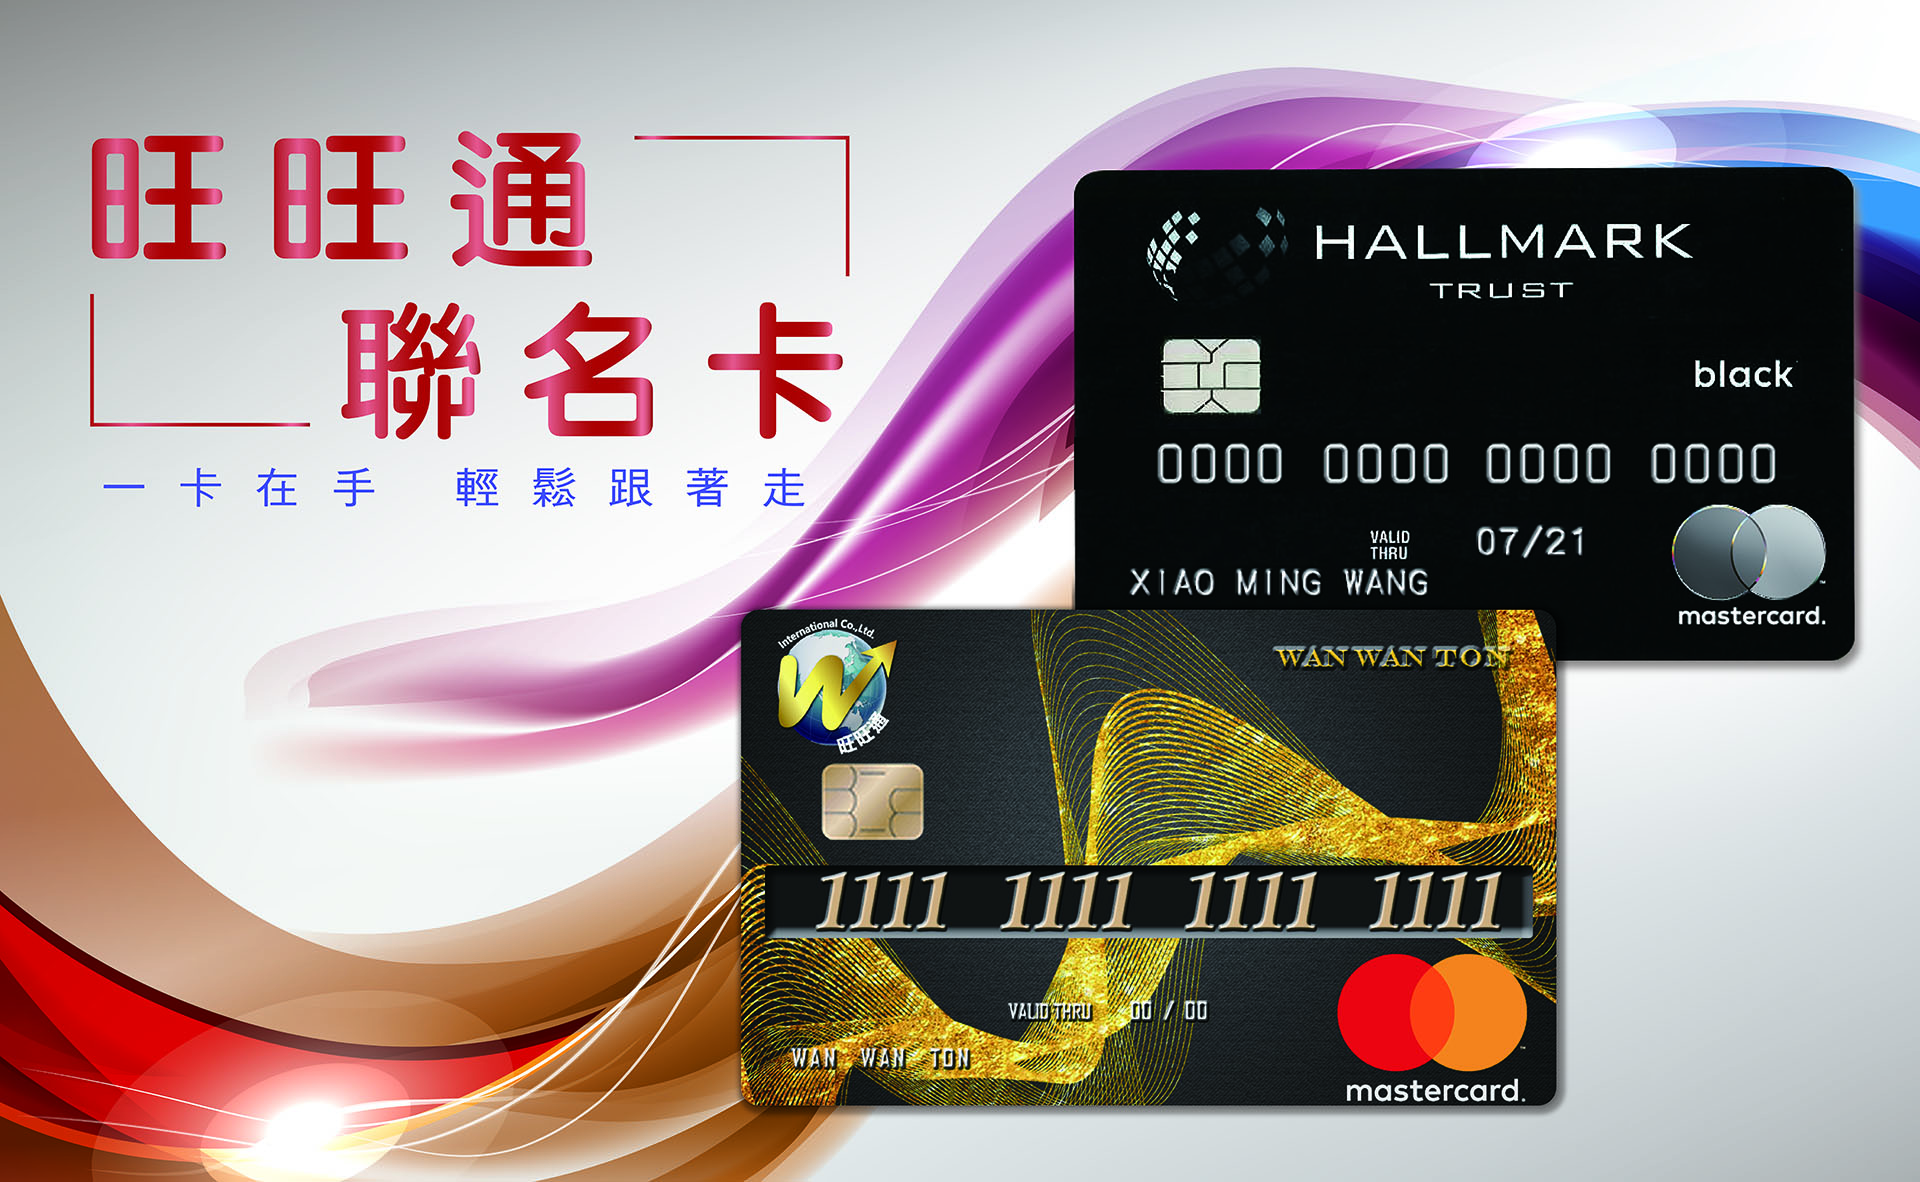 旺旺通
聯名卡
一卡在手 輕鬆跟著走
HALLMARK
TRUST
black
0000 0000 0000 0000
VALID
THRU
07/21
XIAO MING WANG
mastercard.
International Co.,Ltd.
W
旺旺通
WAN WAN TON
1111 1111 1111 1111
VALID THRU 00 / 00
WAN WAN TON
mastercard.